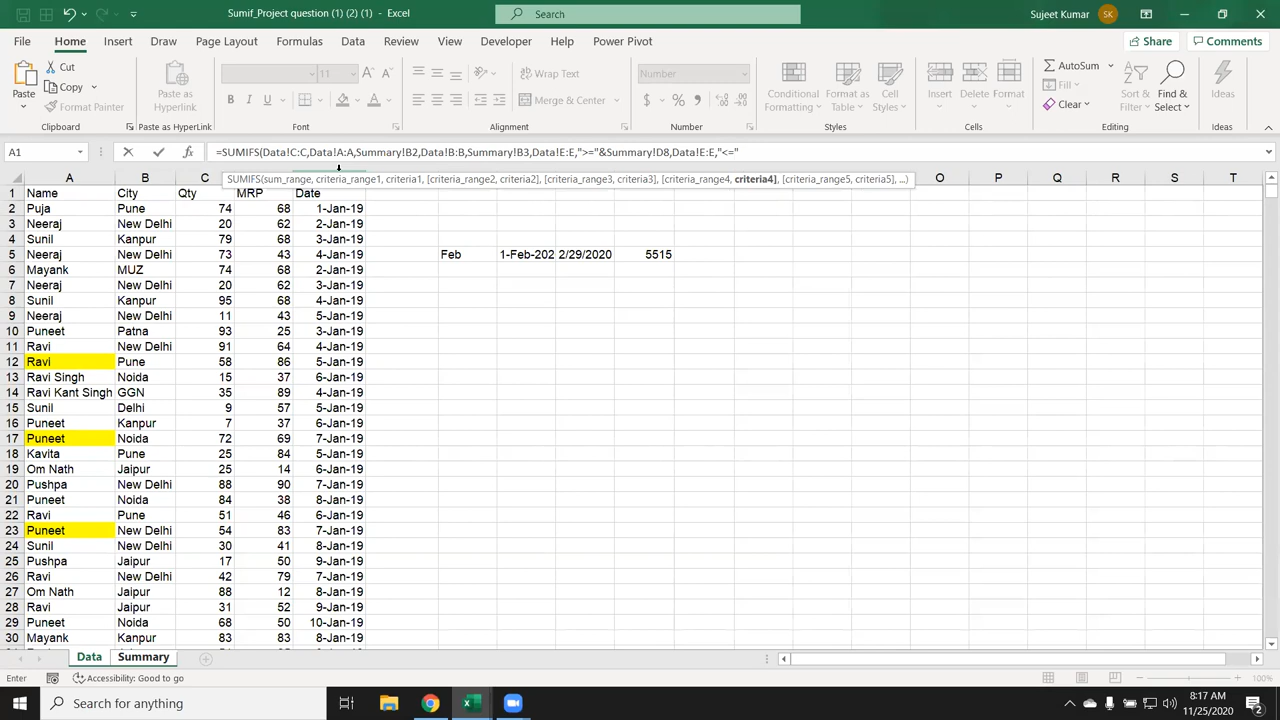 Sumif_Project question (1) (1) (2) - Excel
Search
Sujeet Kumar
SK
File Home Insert Draw Page Layout Formulas Data Review View Developer Help Power Pivot
Share Comments
Paste Cut Copy Format Painter Clipboard
Paste as HyperLink Paste as HyperLink
11 A A B I U Font
Wrap Text Merge & Center Alignment
Number $ % Number
Conditional Formatting Format as Table Cell Styles Styles
Insert Delete Format Cells
AutoSum Fill Clear Sort & Filter Find & Select Editing
Ideas Ideas
A1 fx =SUMIFS(Data!C:C,Data!A:A,Summary!B2,Data!B:B,Summary!B3,Data!E:E,">="&Summary!D8,Data!E:E,"<="
SUMIFS(sum_range, criteria_range1, criteria1, [criteria_range2, criteria2], [criteria_range3, criteria3], [criteria_range4, criteria4], [criteria_range5, criteria5], ...)
A B C O P Q R S T
1 Name City Qty MRP Date
2 Puja Pune 74 68 1-Jan-19
3 Neeraj New Delhi 20 62 2-Jan-19
4 Sunil Kanpur 79 68 3-Jan-19
5 Neeraj New Delhi 73 43 4-Jan-19 Feb 1-Feb-202 2/29/2020 5515
6 Mayank MUZ 74 68 2-Jan-19
7 Neeraj New Delhi 20 62 3-Jan-19
8 Sunil Kanpur 95 68 4-Jan-19
9 Neeraj New Delhi 11 43 5-Jan-19
10 Puneet Patna 93 25 3-Jan-19
11 Ravi New Delhi 91 64 4-Jan-19
12 Ravi Pune 58 86 5-Jan-19
13 Ravi Singh Noida 15 37 6-Jan-19
14 Ravi Kant Singh GGN 35 89 4-Jan-19
15 Sunil Delhi 9 57 5-Jan-19
16 Puneet Kanpur 7 37 6-Jan-19
17 Puneet Noida 72 69 7-Jan-19
18 Kavita Pune 25 84 5-Jan-19
19 Om Nath Jaipur 25 14 6-Jan-19
20 Pushpa New Delhi 88 90 7-Jan-19
21 Puneet Noida 84 38 8-Jan-19
22 Ravi Pune 51 46 6-Jan-19
23 Puneet New Delhi 54 83 7-Jan-19
24 Sunil New Delhi 30 41 8-Jan-19
25 Pushpa Jaipur 17 50 9-Jan-19
26 Ravi New Delhi 42 79 7-Jan-19
27 Om Nath Jaipur 88 12 8-Jan-19
28 Ravi Jaipur 31 52 9-Jan-19
29 Puneet Noida 68 50 10-Jan-19
30 Mayank Kanpur 83 83 8-Jan-19
Data Summary
Enter Accessibility: Good to go 100%
Search for anything
8:17 AM
11/25/2020
2